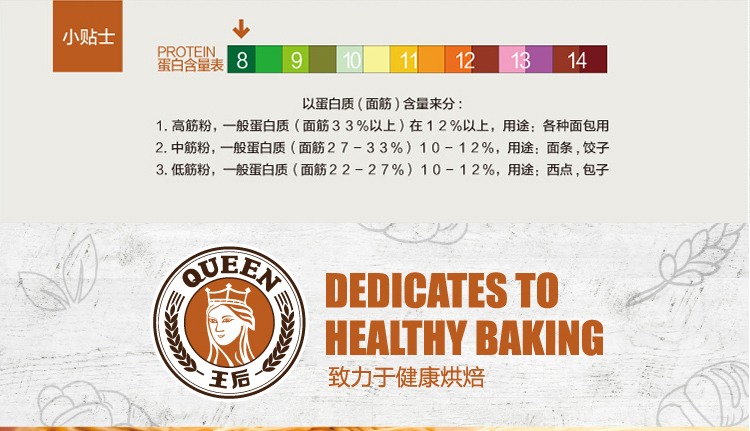 小贴士
PROTEIN
蛋白含量表
8 9 10 11 12 13 14
以蛋白质（面筋）含量来分：
1. 高筋粉，一般蛋白质（面筋３３%以上）在１２%以上，用途：各种面包用
2. 中筋粉，一般蛋白质（面筋２７－３３%）１０－１２%，用途：面条 , 饺子
3. 低筋粉，一般蛋白质（面筋２２－２７%）１０－１２%，用途：西点 , 包子
QUEEN
王后
DEDICATES TO
HEALTHY BAKING
致力于健康烘焙